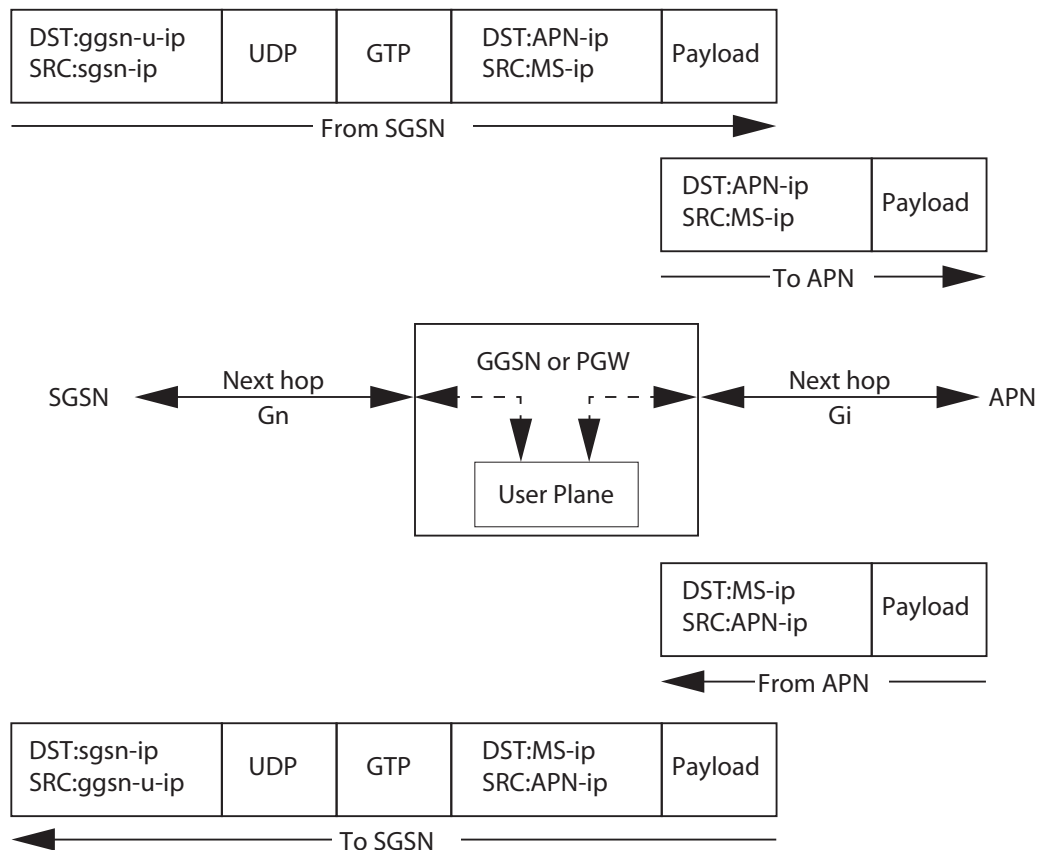 DST:ggsn-u-ip
SRC:sgsn-ip
UDP
GTP
DST:APN-ip
SRC:MS-ip
Payload
From SGSN
DST:APN-ip
SRC:MS-ip
Payload
To APN
GGSN or PGW
SGSN
Next hop
Gn
Next hop
Gi
APN
User Plane
DST:MS-ip
SRC:APN-ip
Payload
From APN
DST:sgsn-ip
SRC:ggsn-u-ip
UDP
GTP
DST:MS-ip
SRC:APN-ip
Payload
To SGSN